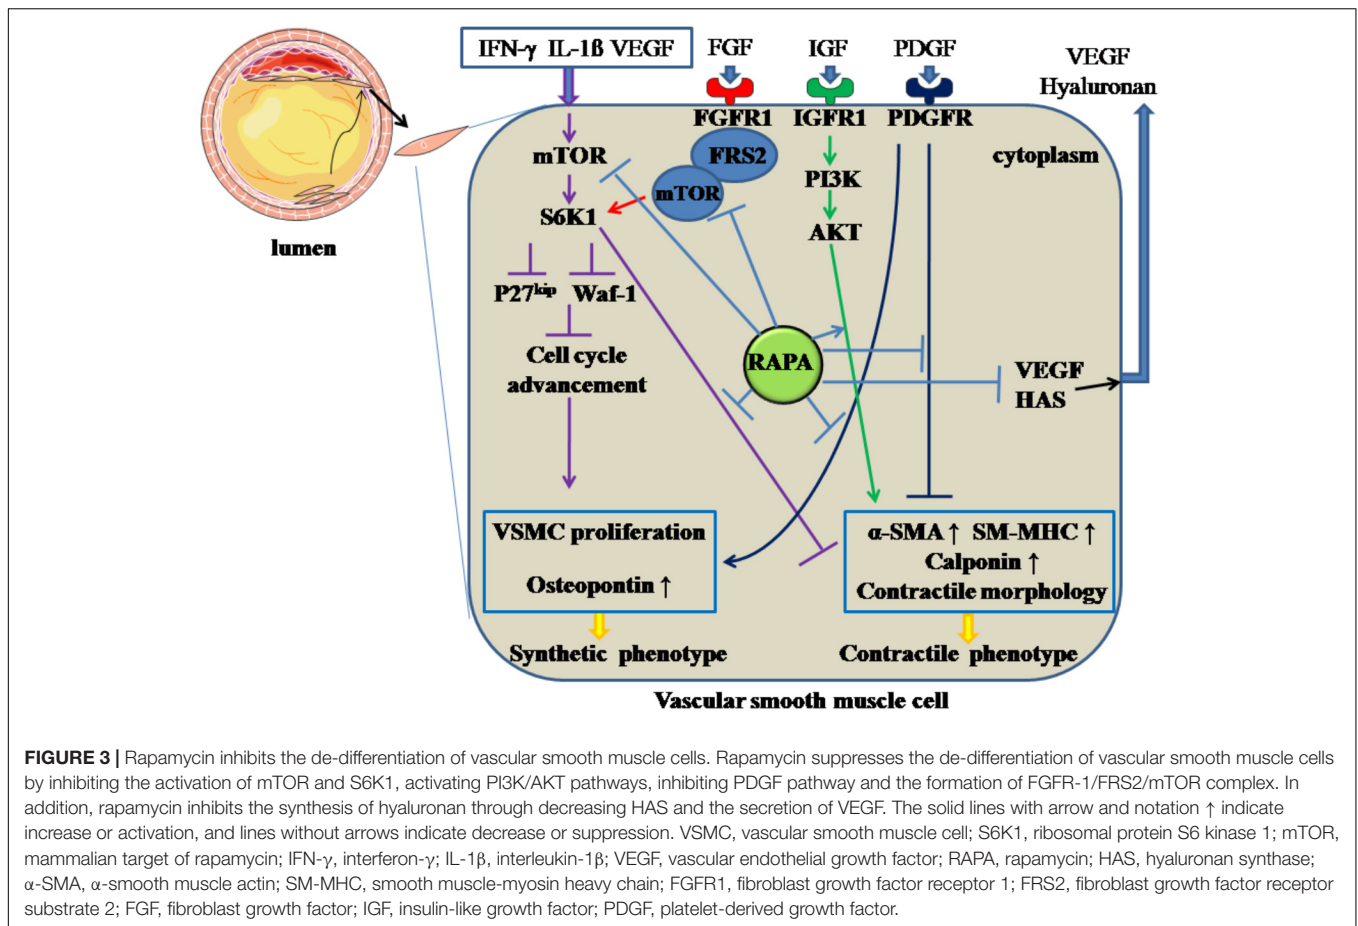 IFN-γ IL-1ß VEGF
FGF
IGF
PDGF
VEGF
Hyaluronan
FGFR1
IGFR1
PDGFR
cytoplasm
mTOR
FRS2
mTOR
PI3K
S6K1
AKT
lumen
P27kip
Waf-1
Cell cycle
advancement
RAPA
VEGF
HAS
VSMC proliferation
Osteopontin ↑
α-SMA ↑ SM-MHC ↑
Calponin ↑
Contractile morphology
Synthetic phenotype
Contractile phenotype
Vascular smooth muscle cell
FIGURE 3 | Rapamycin inhibits the de-differentiation of vascular smooth muscle cells. Rapamycin suppresses the de-differentiation of vascular smooth muscle cells
by inhibiting the activation of mTOR and S6K1, activating PI3K/AKT pathways, inhibiting PDGF pathway and the formation of FGFR-1/FRS2/mTOR complex. In
addition, rapamycin inhibits the synthesis of hyaluronan through decreasing HAS and the secretion of VEGF. The solid lines with arrow and notation ↑ indicate
increase or activation, and lines without arrows indicate decrease or suppression. VSMC, vascular smooth muscle cell; S6K1, ribosomal protein S6 kinase 1; mTOR,
mammalian target of rapamycin; IFN-γ, interferon-γ; IL-1β, interleukin-1β; VEGF, vascular endothelial growth factor; RAPA, rapamycin; HAS, hyaluronan synthase;
α-SMA, α-smooth muscle actin; SM-MHC, smooth muscle-myosin heavy chain; FGFR1, fibroblast growth factor receptor 1; FRS2, fibroblast growth factor receptor
substrate 2; FGF, fibroblast growth factor; IGF, insulin-like growth factor; PDGF, platelet-derived growth factor.